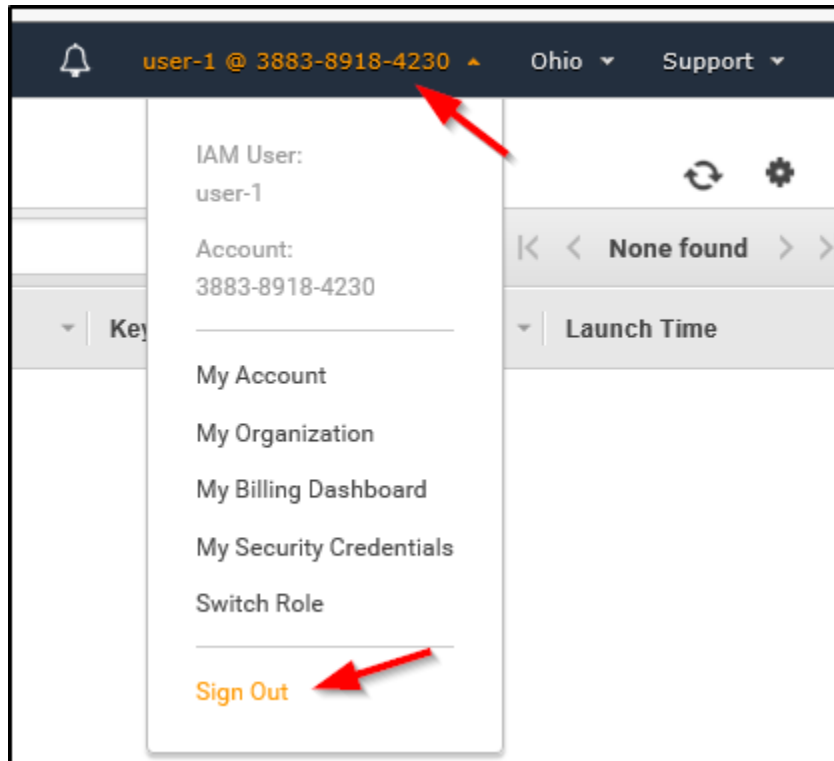 user-1 @ 3883-8918-4230 Ohio Support
IAM User:
user-1
Account:
3883-8918-4230
None found
Key
Launch Time
My Account
My Organization
My Billing Dashboard
My Security Credentials
Switch Role
Sign Out